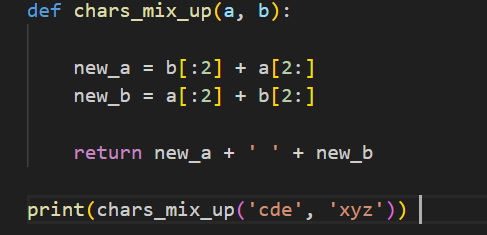 def chars_mix_up(a, b):
new_a = b[:2] + a[2:]
new_b = a[:2] + b[2:]
return new_a + ' ' + new_b
print(chars_mix_up('cde', 'xyz'))